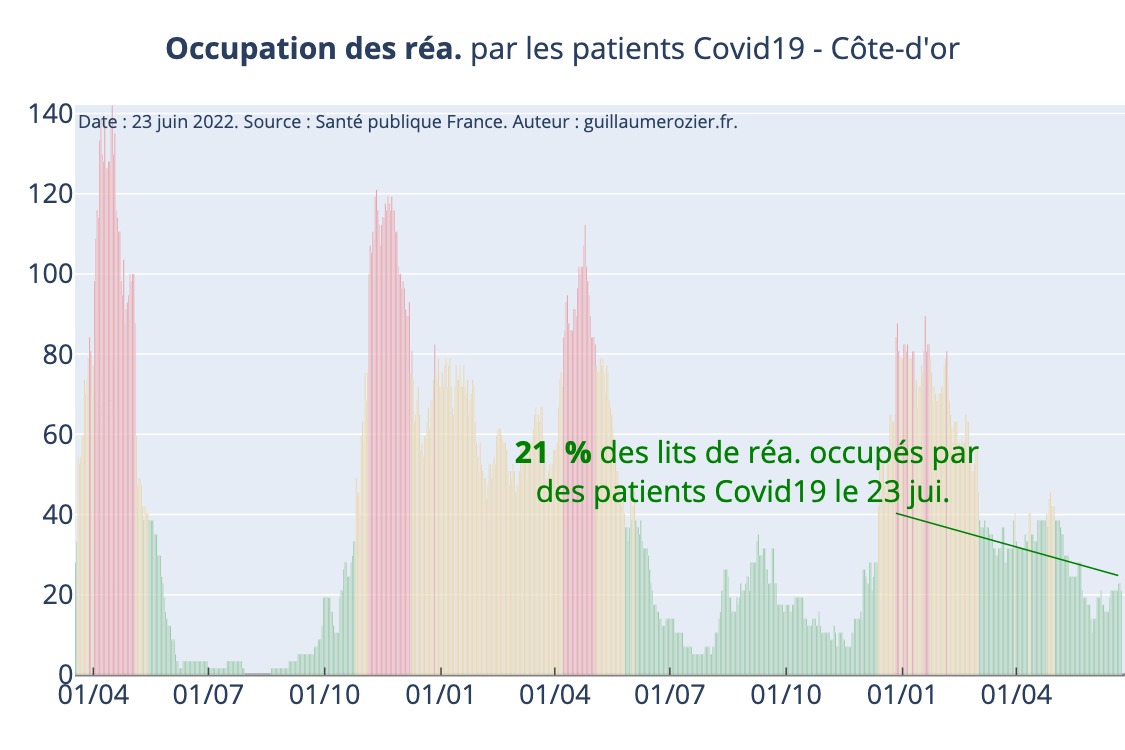 Occupation des réa. par les patients Covid19 - Côte-d'or
140
Date : 23 juin 2022. Source : Santé publique France. Auteur : guillaumerozier.fr.
120
100
80
60
21 % des lits de réa. occupés par
des patients Covid19 le 23 jui.
40
20
0
01/04 01/07 01/10 01/01 01/04 01/07 01/10 01/01 01/04